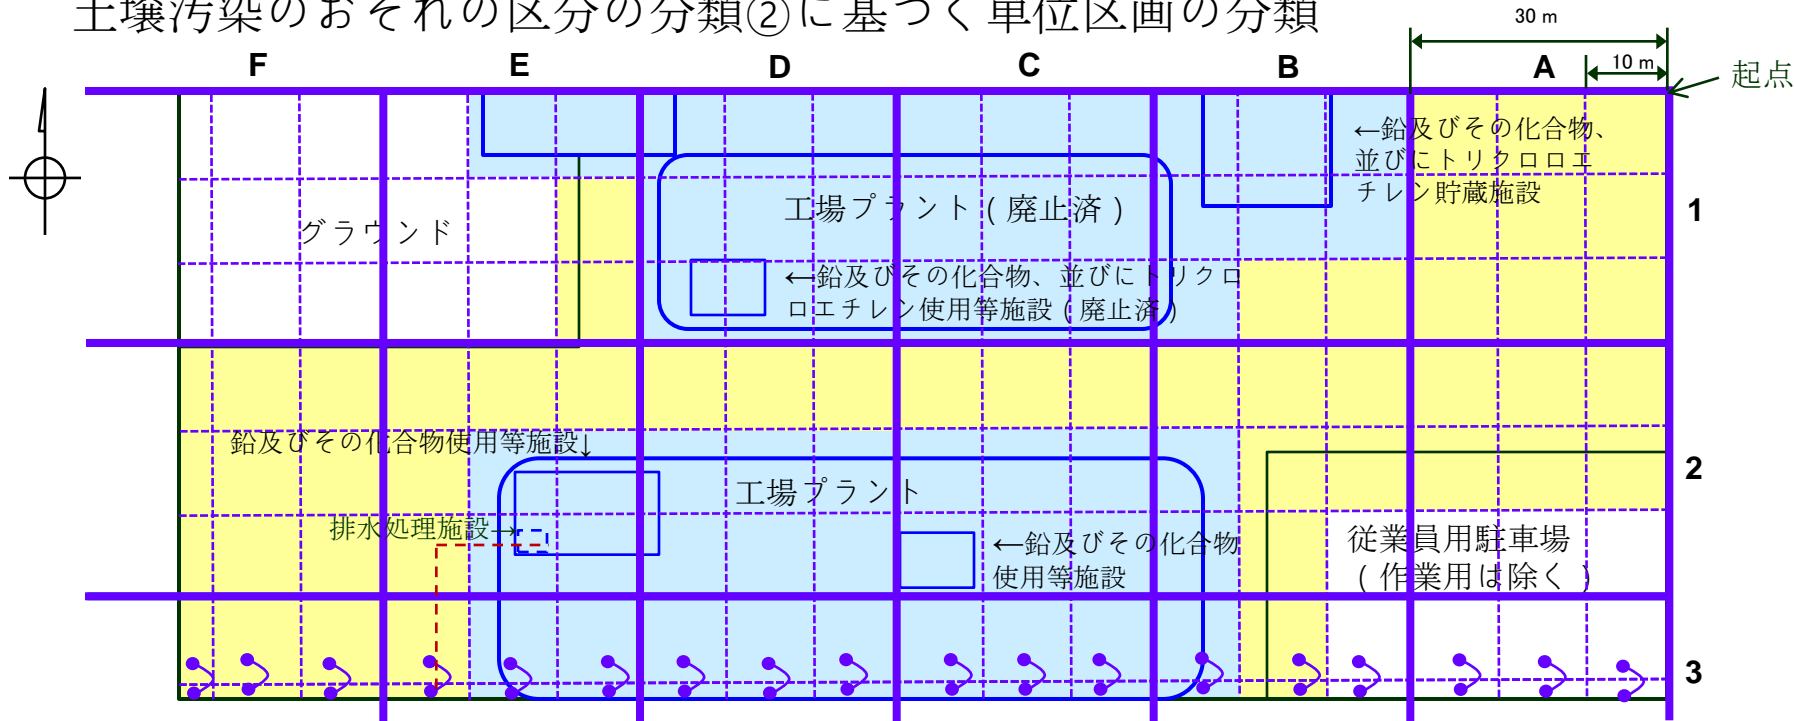 土壌汚染のおそれの区分の分類②に基づく単位区画の分類
30 m
F
E
D
C
B
A
10 m
起点
←鉛及びその化合物、
並びにトリクロロエ
チレン貯蔵施設
工場プラント(廃止済)
1
グラウンド
←鉛及びその化合物、並びにトリクロ
ロエチレン使用等施設(廃止済)
鉛及びその化合物使用等施設↓
2
工場プラント
排水処理施設→
←鉛及びその化合物
使用等施設
従業員用駐車場
(作業用は除く)
3